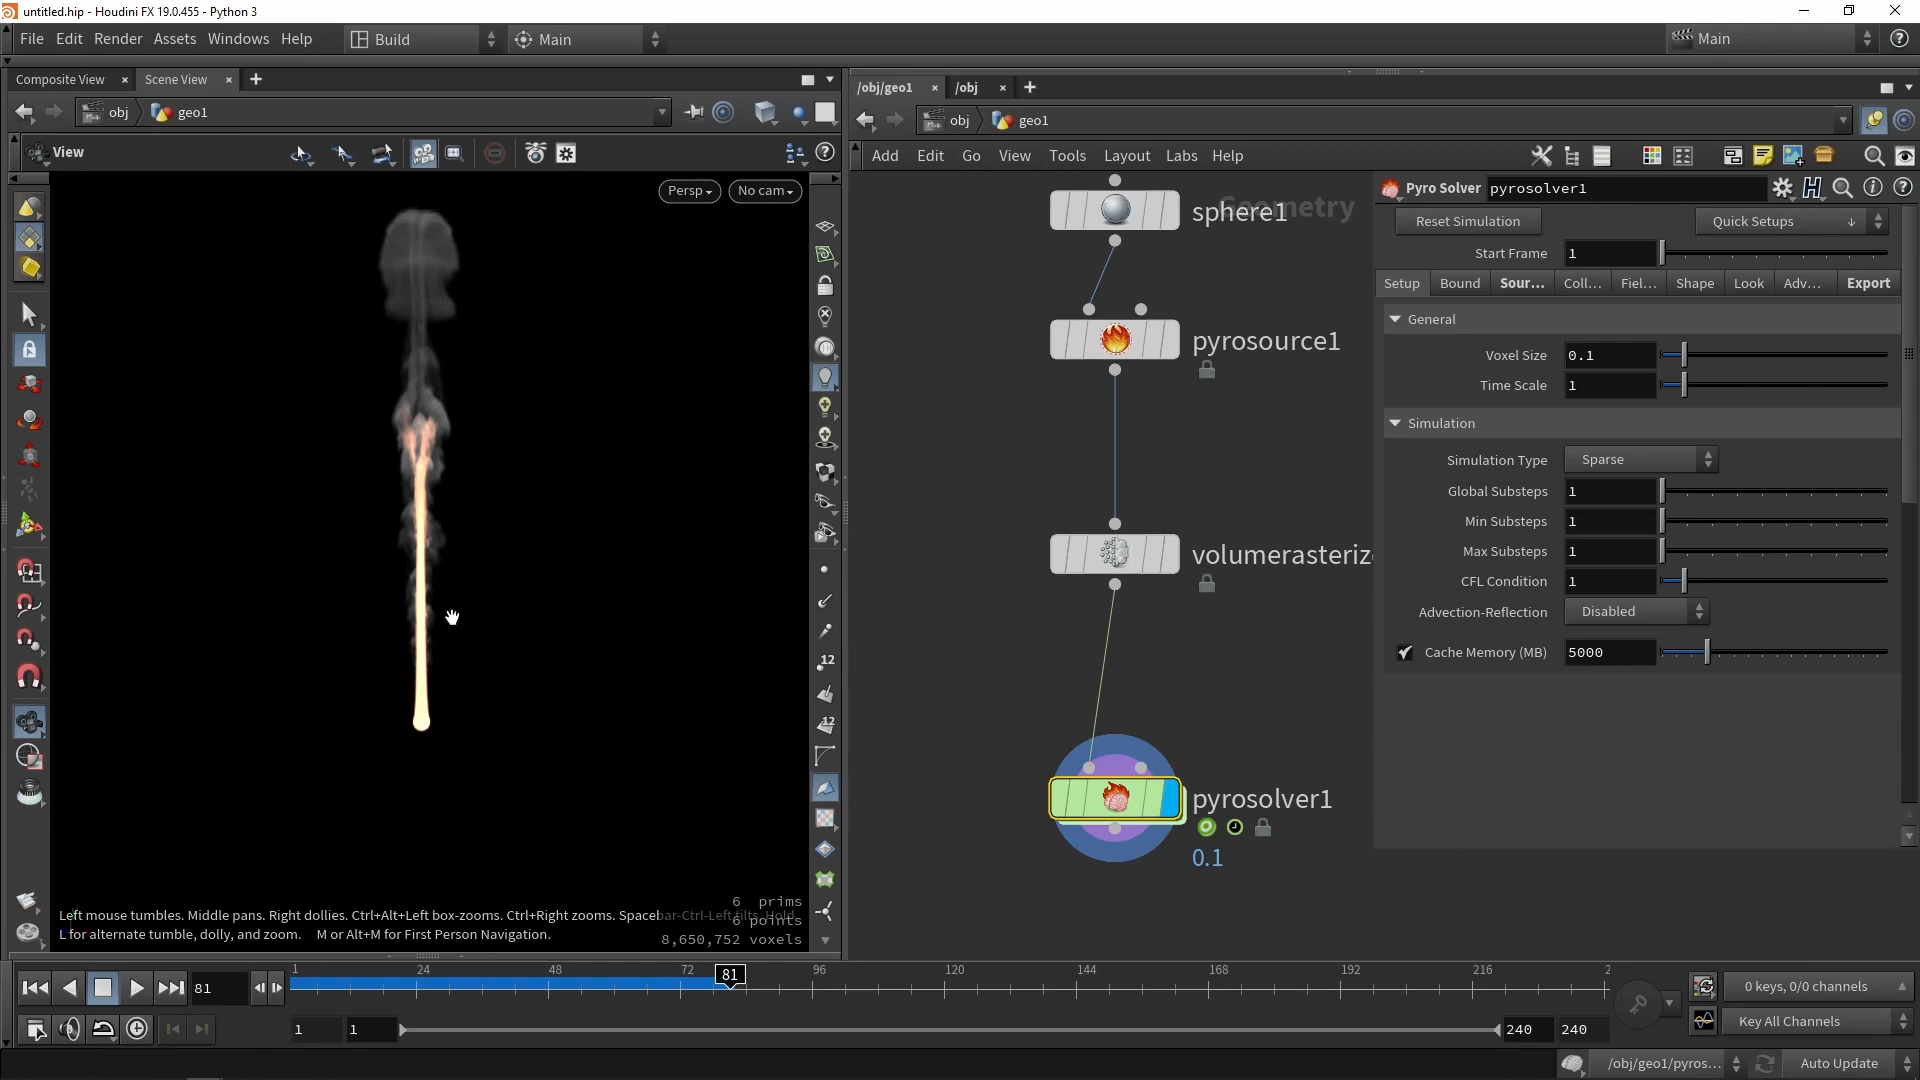 untitled.hip - Houdini FX 19.0.455 - Python 3
File Edit Render Assets Windows Help Build Main Main
Composite View × Scene View × +
/obj/geo1 × /obj × +
obj geo1
obj geo1
View
Add Edit Go View Tools Layout Labs Help
Persp No cam
Geometry
sphere1
pyrosource1
volumerasterize
pyrosolver1
0.1
Pyro Solver pyrosolver1
Reset Simulation Quick Setups
Start Frame 1
Setup Bound Sour... Coll... Fiel... Shape Look Adv... Export
General
Voxel Size 0.1
Time Scale 1
Simulation
Simulation Type Sparse
Global Substeps 1
Min Substeps 1
Max Substeps 1
CFL Condition 1
Advection-Reflection Disabled
Cache Memory (MB) 5000
12
12
6 prims
Left mouse tumbles. Middle pans. Right dollies. Ctrl+Alt+Left box-zooms. Ctrl+Right zooms. Spacebar-Ctrl-Left tilts. Hold
6 points
L for alternate tumble, dolly, and zoom. M or Alt+M for First Person Navigation.
8,650,752 voxels
1 24 48 72 81 96 120 144 168 192 216 2
81
0 keys, 0/0 channels
1 1 240 240
Key All Channels
/obj/geo1/pyros... Auto Update